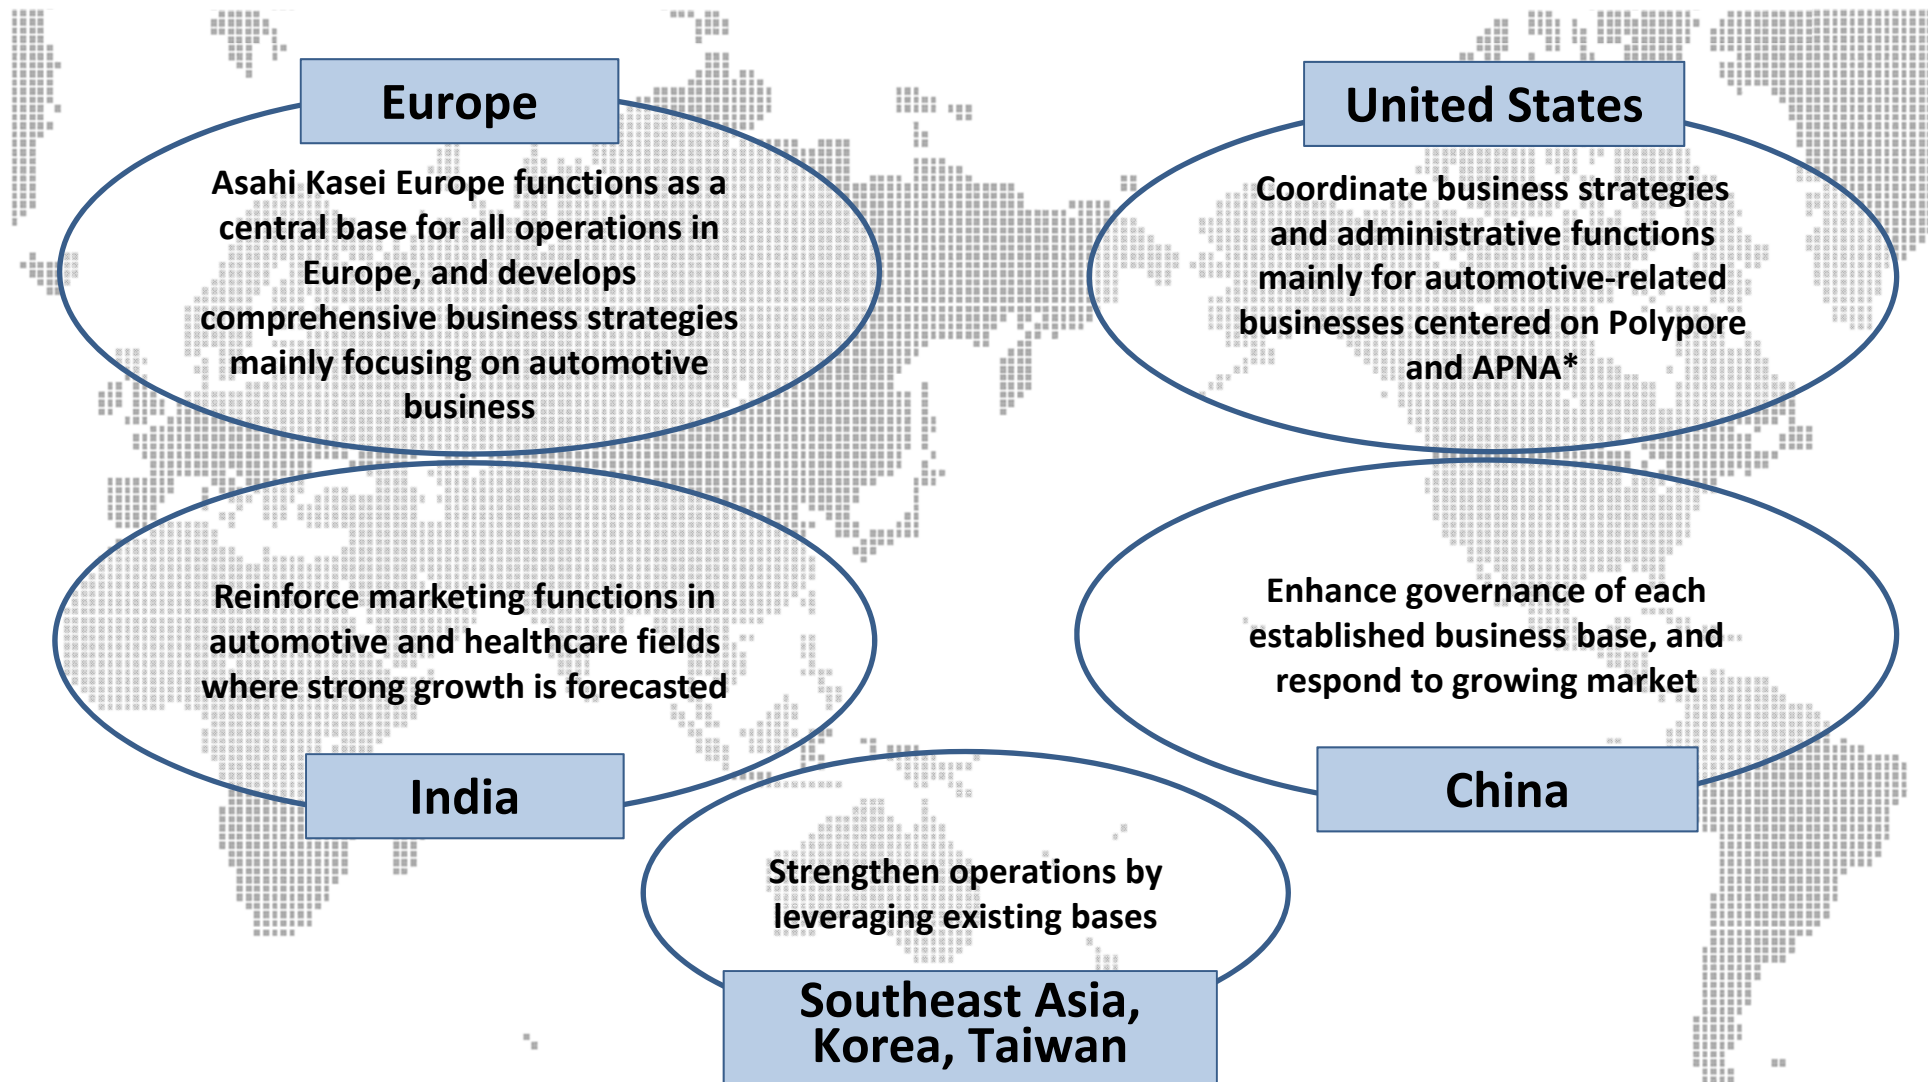 Europe
Asahi Kasei Europe functions as a
central base for all operations in
Europe, and develops
comprehensive business strategies
mainly focusing on automotive
business
United States
Coordinate business strategies
and administrative functions
mainly for automotive-related
businesses centered on Polypore
and APNA*
Reinforce marketing functions in
automotive and healthcare fields
where strong growth is forecasted
India
Enhance governance of each
established business base, and
respond to growing market
China
Strengthen operations by
leveraging existing bases
Southeast Asia,
Korea, Taiwan